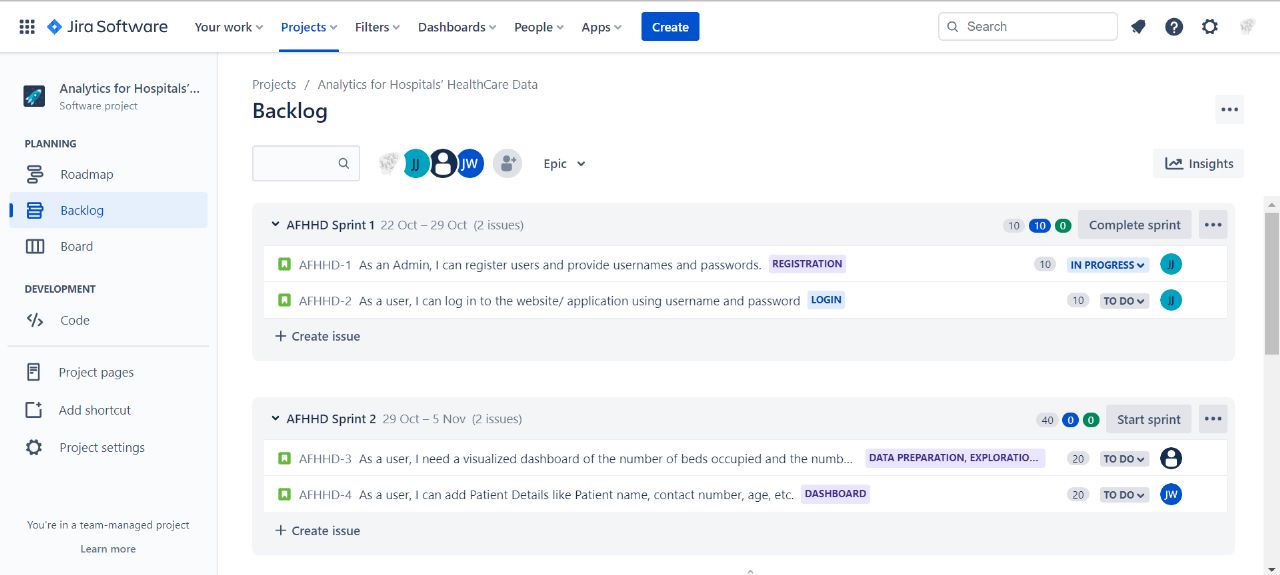 Jira Software Your work Projects Filters Dashboards People Apps Create Search
Analytics for Hospitals'...
Software project
PLANNING
Roadmap
Backlog
Board
DEVELOPMENT
Code
Project pages
Add shortcut
Project settings
You're in a team-managed project
Learn more
Projects / Analytics for Hospitals' HealthCare Data
Backlog
JJ JW Epic Insights
AFHHD Sprint 1 22 Oct – 29 Oct (2 issues) 10 10 0 Complete sprint
AFHHD-1 As an Admin, I can register users and provide usernames and passwords. REGISTRATION 10 IN PROGRESS JJ
AFHHD-2 As a user, I can log in to the website/ application using username and password LOGIN 10 TO DO JJ
+ Create issue
AFHHD Sprint 2 29 Oct – 5 Nov (2 issues) 40 0 0 Start sprint
AFHHD-3 As a user, I need a visualized dashboard of the number of beds occupied and the numb... DATA PREPARATION, EXPLORATIO... 20 TO DO
AFHHD-4 As a user, I can add Patient Details like Patient name, contact number, age, etc. DASHBOARD 20 TO DO JW
+ Create issue